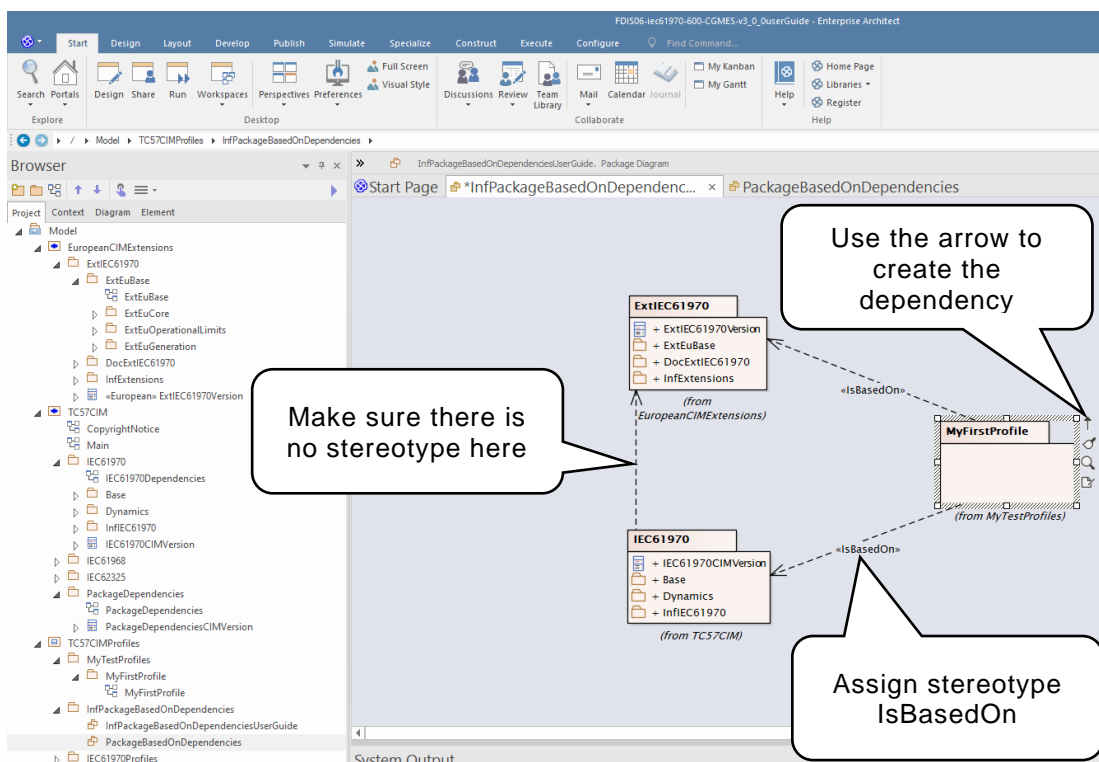 FDIS06-iec61970-600-CGMES-v3_0_0userGuide - Enterprise Architect
Start Design Layout Develop Publish Simulate Specialize Construct Execute Configure Find Command...
Full Screen
Visual Style
My Kanban
My Gantt
Home Page
Libraries
Register
Search Portals Design Share Run Workspaces Perspectives Preferences Discussions Review Team Library Mail Calendar Journal Help
Explore Desktop Collaborate Help
/ Model TC57CIMProfiles InfPackageBasedOnDependencies
Browser
InfPackageBasedOnDependenciesUserGuide. Package Diagram
Start Page *InfPackageBasedOnDependenc... × PackageBasedOnDependencies
Project Context Diagram Element
Model
EuropeanCIMExtensions
ExtIEC61970
ExtEuBase
ExtEuBase
ExtEuCore
ExtEuOperationalLimits
ExtEuGeneration
DocExtIEC61970
InfExtensions
«European» ExtIEC61970Version
TC57CIM
CopyrightNotice
Main
IEC61970
IEC61970Dependencies
Base
Dynamics
InfIEC61970
IEC61970CIMVersion
IEC61968
IEC62325
PackageDependencies
PackageDependencies
PackageDependenciesCIMVersion
TC57CIMProfiles
MyTestProfiles
MyFirstProfile
MyFirstProfile
InfPackageBasedOnDependencies
InfPackageBasedOnDependenciesUserGuide
PackageBasedOnDependencies
IEC61970Profiles
Use the arrow to
create the
dependency
ExtIEC61970
+ ExtIEC61970Version
+ ExtEuBase
+ DocExtIEC61970
+ InfExtensions
(from
EuropeanCIMExtensions)
«IsBasedOn»
Make sure there is
no stereotype here
MyFirstProfile
(from MyTestProfiles)
IEC61970
+ IEC61970CIMVersion
+ Base
+ Dynamics
+ InfIEC61970
(from TC57CIM)
«IsBasedOn»
Assign stereotype
IsBasedOn
System Output